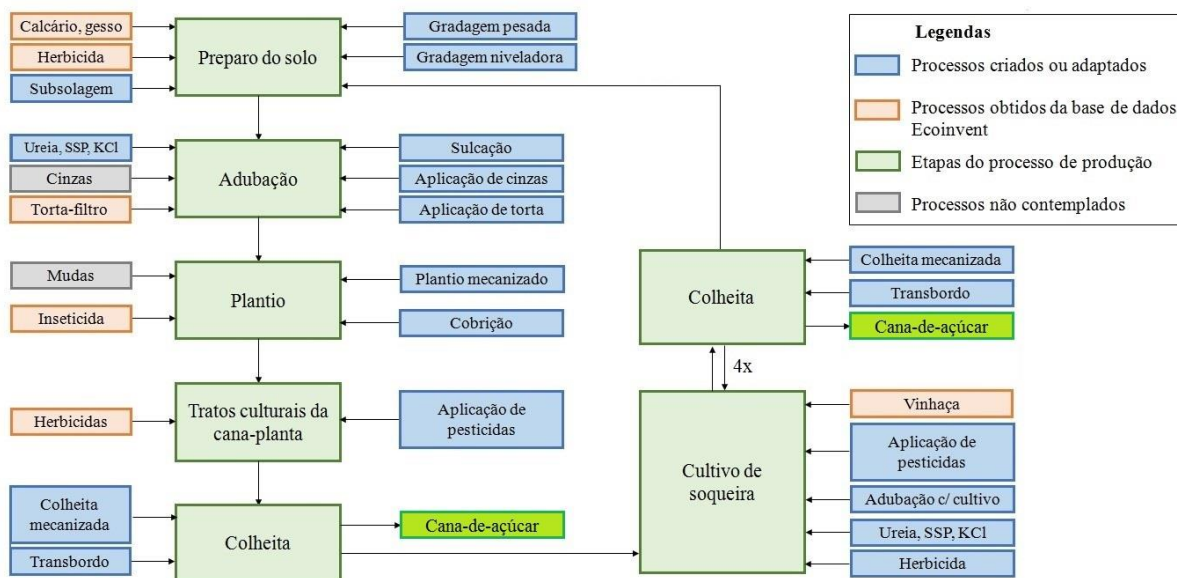 Calcário, gesso
Herbicida
Subsolagem
Preparo do solo
Gradagem pesada
Gradagem niveladora
Ureia, SSP, KCl
Cinzas
Torta-filtro
Adubação
Sulcação
Aplicação de cinzas
Aplicação de torta
Mudas
Inseticida
Plantio
Plantio mecanizado
Cobrição
Herbicidas
Tratos culturais da
cana-planta
Aplicação de
pesticidas
Colheita
mecanizada
Transbordo
Colheita
Cana-de-açúcar
Legendas
Processos criados ou adaptados
Processos obtidos da base de dados
Ecoinvent
Etapas do processo de produção
Processos não contemplados
Colheita
Colheita mecanizada
Transbordo
Cana-de-açúcar
4x
Cultivo de
soqueira
Vinhaça
Aplicação de
pesticidas
Adubação c/ cultivo
Ureia, SSP, KCl
Herbicida